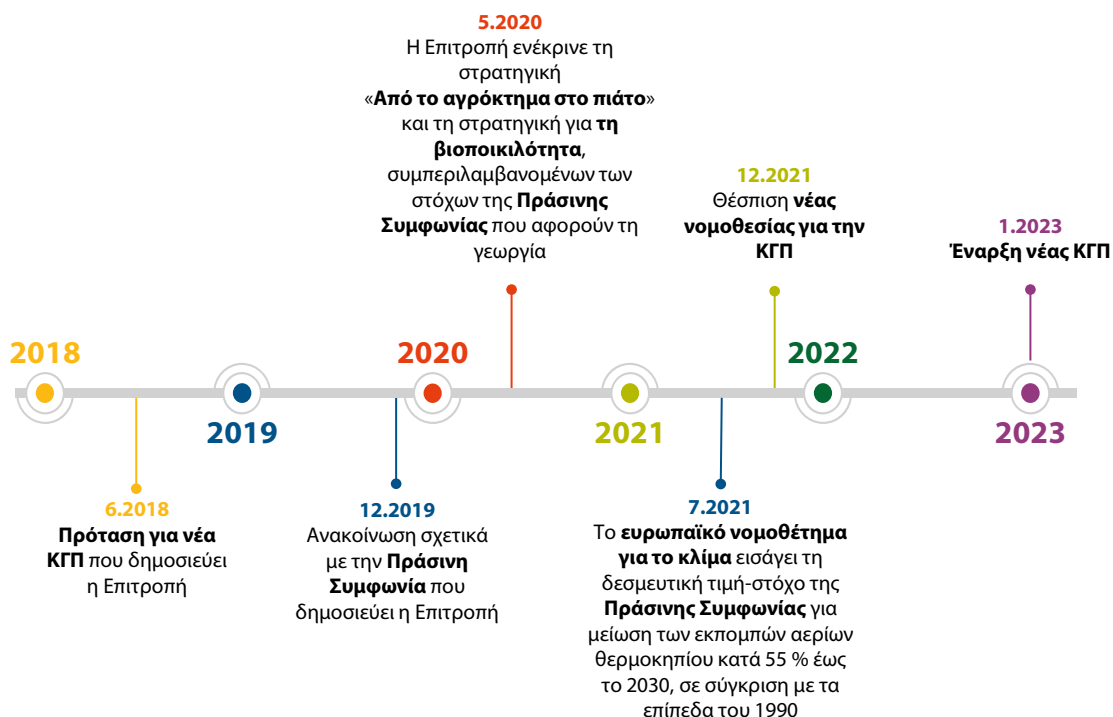 5.2020
Η Επιτροπή ενέκρινε τη
στρατηγική
«Από το αγρόκτημα στο πιάτο»
και τη στρατηγική για τη
βιοποικιλότητα,
συμπεριλαμβανομένων των
στόχων της Πράσινης
Συμφωνίας που αφορούν τη
γεωργία
12.2021
Θέσπιση νέας
νομοθεσίας για την
ΚΓΠ
1.2023
Έναρξη νέας ΚΓΠ
2018
2019
2020
2021
2022
2023
6.2018
Πρόταση για νέα
ΚΓΠ που δημοσιεύει
η Επιτροπή
12.2019
Ανακοίνωση σχετικά
με την Πράσινη
Συμφωνία που
δημοσιεύει η Επιτροπή
7.2021
Το ευρωπαϊκό νομοθέτημα
για το κλίμα εισάγει τη
δεσμευτική τιμή-στόχο της
Πράσινης Συμφωνίας για
μείωση των εκπομπών αερίων
θερμοκηπίου κατά 55 % έως
το 2030, σε σύγκριση με τα
επίπεδα του 1990